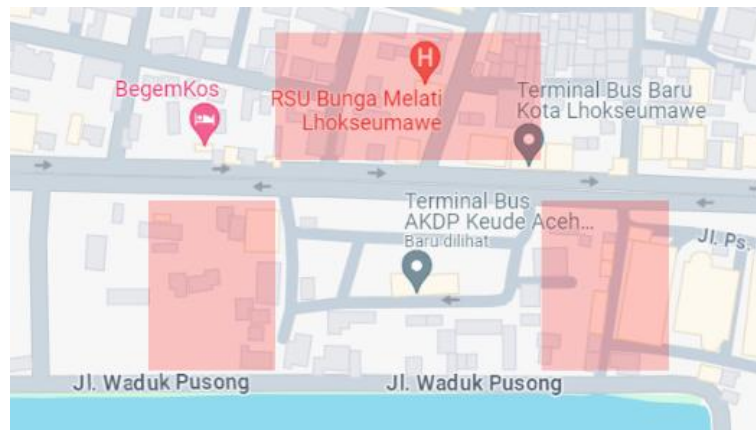 BegemKos
H
RSU Bunga Melati
Lhokseumawe
Terminal Bus Baru
Kota Lhokseumawe
Terminal Bus
AKDP Keude Aceh...
Baru dilihat
Jl. Ps.
Jl. Waduk Pusong
Jl. Waduk Pusong